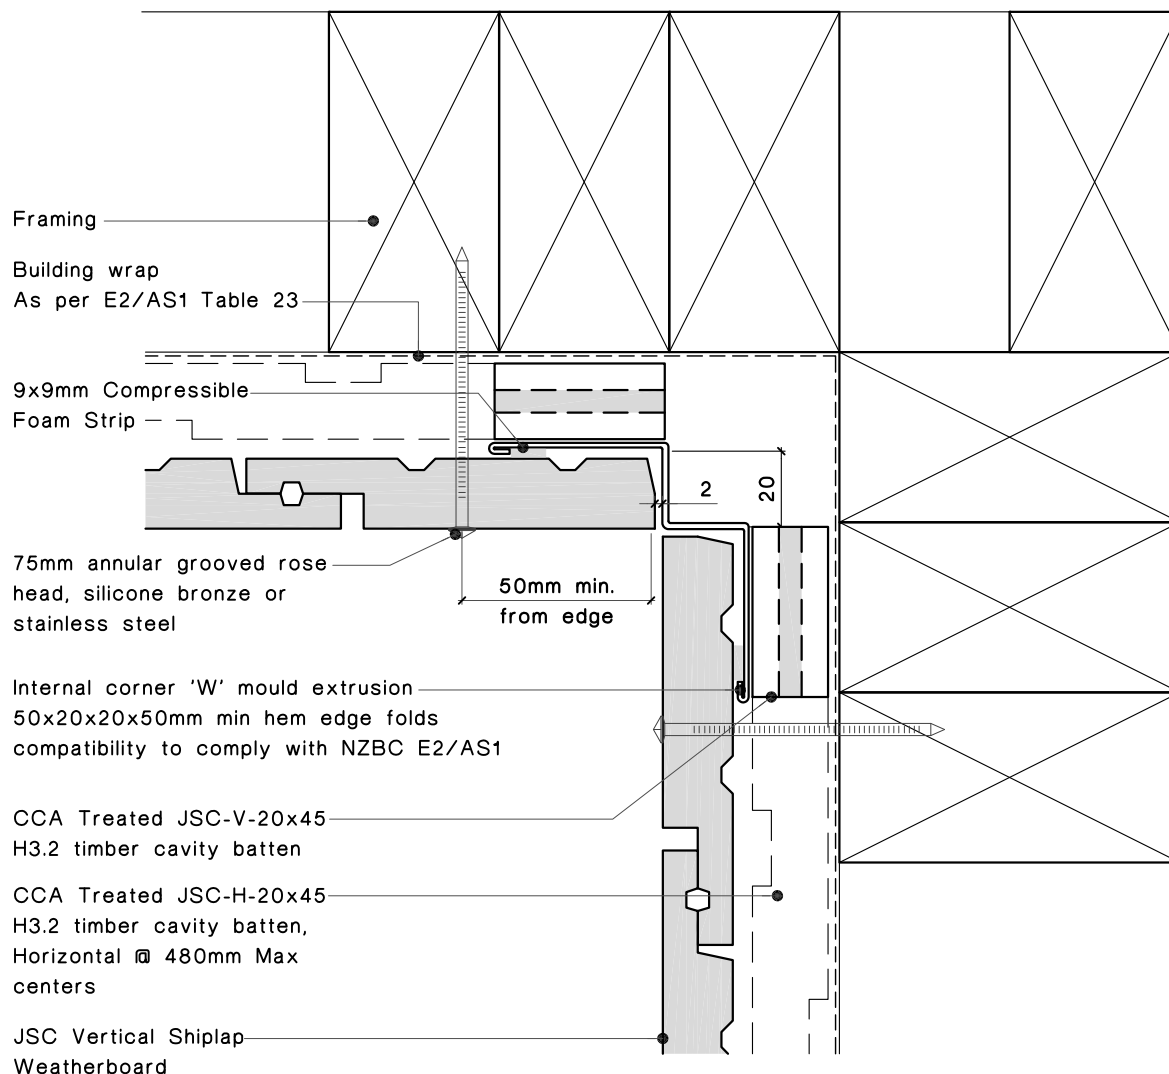 Framing
Building wrap
As per E2/AS1 Table 23
9x9mm Compressible
Foam Strip
2
20
75mm annular grooved rose
head, silicone bronze or
stainless steel
50mm min.
from edge
Internal corner 'W' mould extrusion
50x20x20x50mm min hem edge folds
compatibility to comply with NZBC E2/AS1
CCA Treated JSC-V-20x45
H3.2 timber cavity batten
CCA Treated JSC-H-20x45
H3.2 timber cavity batten,
Horizontal @ 480mm Max
centers
JSC Vertical Shiplap
Weatherboard